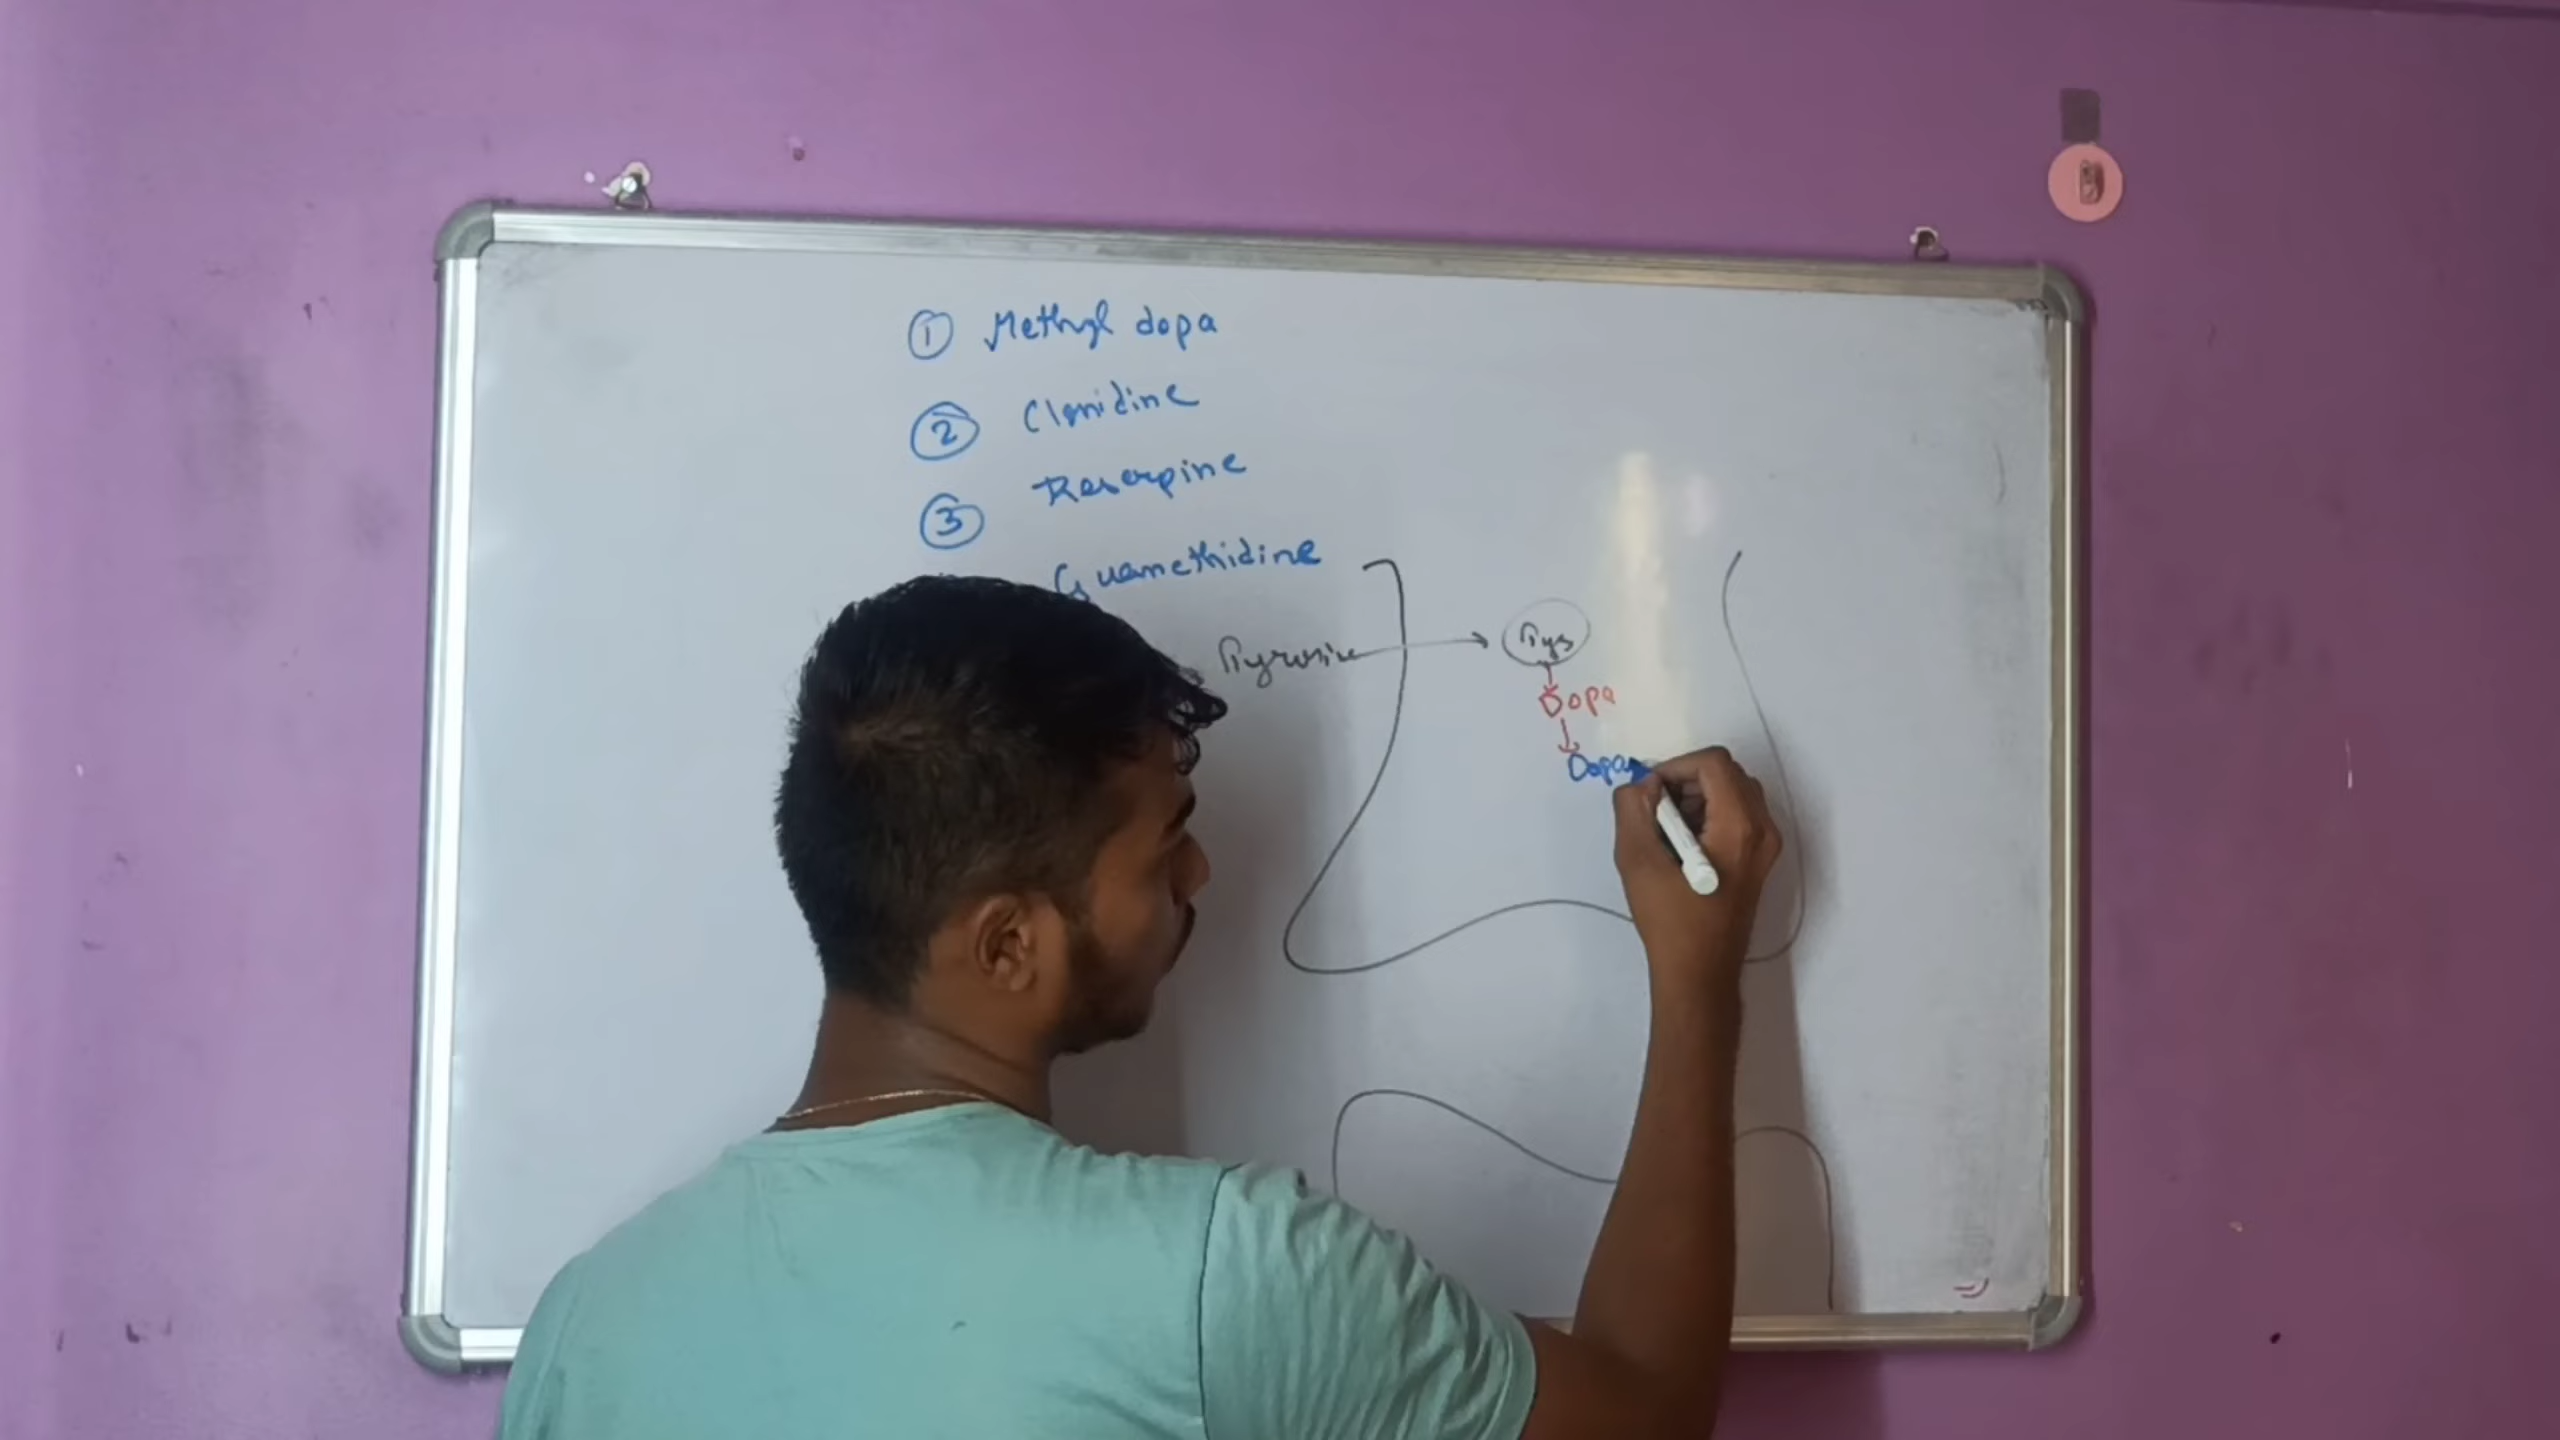 ① Methyl dopa
② Clonidine
③ Reserpine
Guanethidine
Tyrosine → Tys
Dopa
Dopa